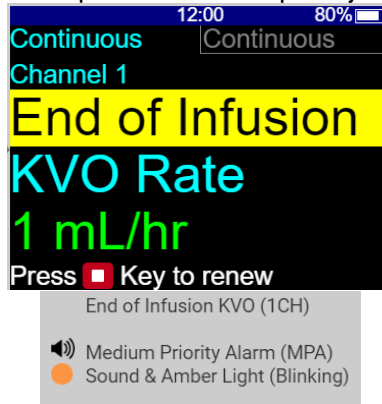 12:00 80%
Continuous Continuous
Channel 1
End of Infusion
KVO Rate
1 mL/hr
Press Key to renew
End of Infusion KVO (1CH)
Medium Priority Alarm (MPA)
Sound & Amber Light (Blinking)